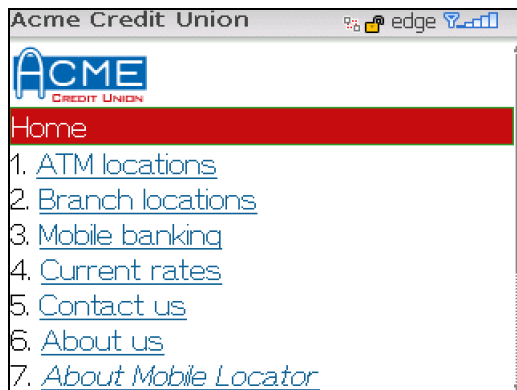 Acme Credit Union edge
ACME
CREDIT UNION
Home
1. ATM locations
2. Branch locations
3. Mobile banking
4. Current rates
5. Contact us
6. About us
7. About Mobile Locator